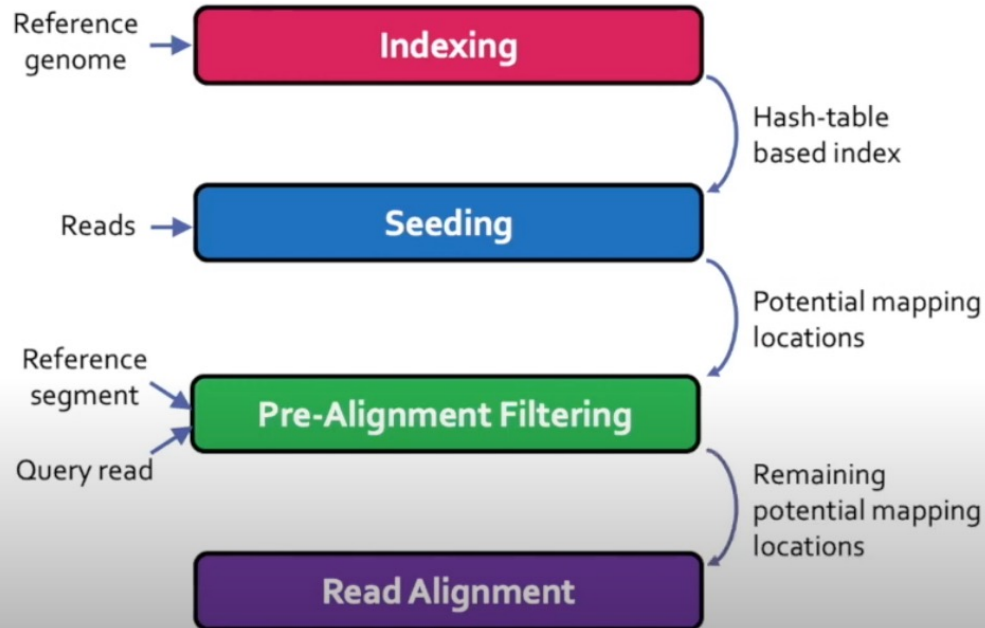 Reference
genome
Indexing
Hash-table
based index
Reads
Seeding
Potential mapping
locations
Reference
segment
Pre-Alignment Filtering
Query read
Remaining
potential mapping
locations
Read Alignment